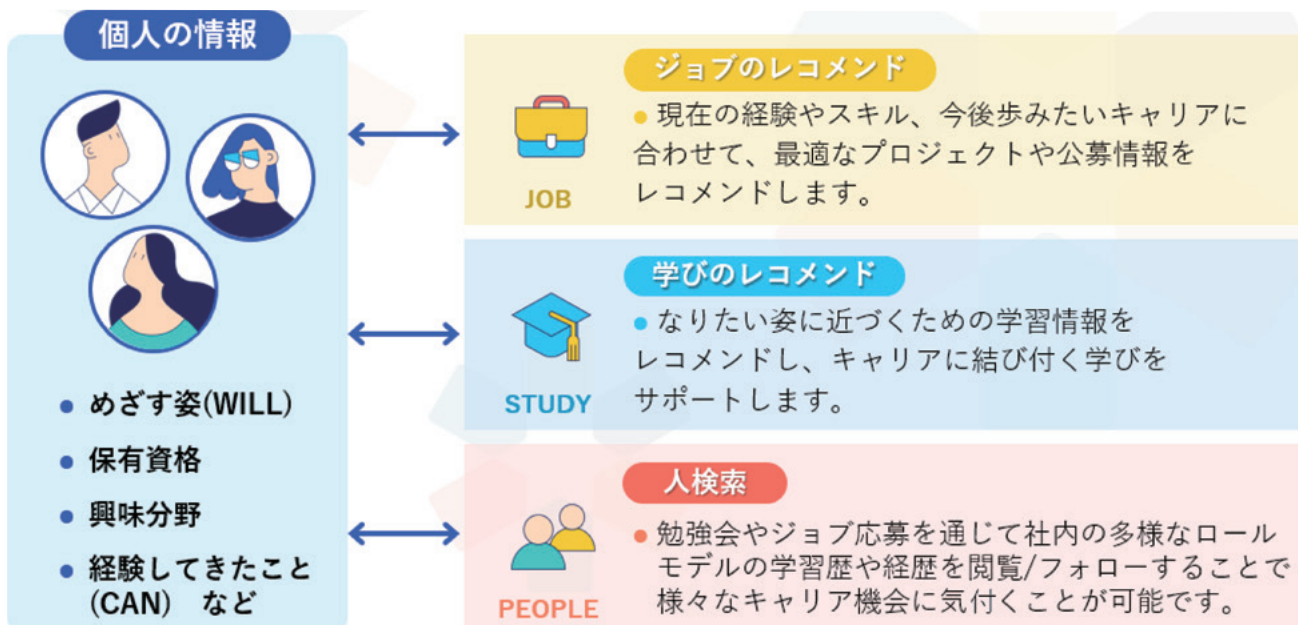 個人の情報
• めざす姿(WILL)
• 保有資格
• 興味分野
• 経験してきたこと
(CAN) など
JOB
ジョブのレコメンド
• 現在の経験やスキル、今後歩みたいキャリアに
合わせて、最適なプロジェクトや公募情報を
レコメンドします。
STUDY
学びのレコメンド
• なりたい姿に近づくための学習情報を
レコメンドし、キャリアに結び付く学びを
サポートします。
PEOPLE
人検索
• 勉強会やジョブ応募を通じて社内の多様なロール
モデルの学習歴や経歴を閲覧/フォローすることで
様々なキャリア機会に気付くことが可能です。